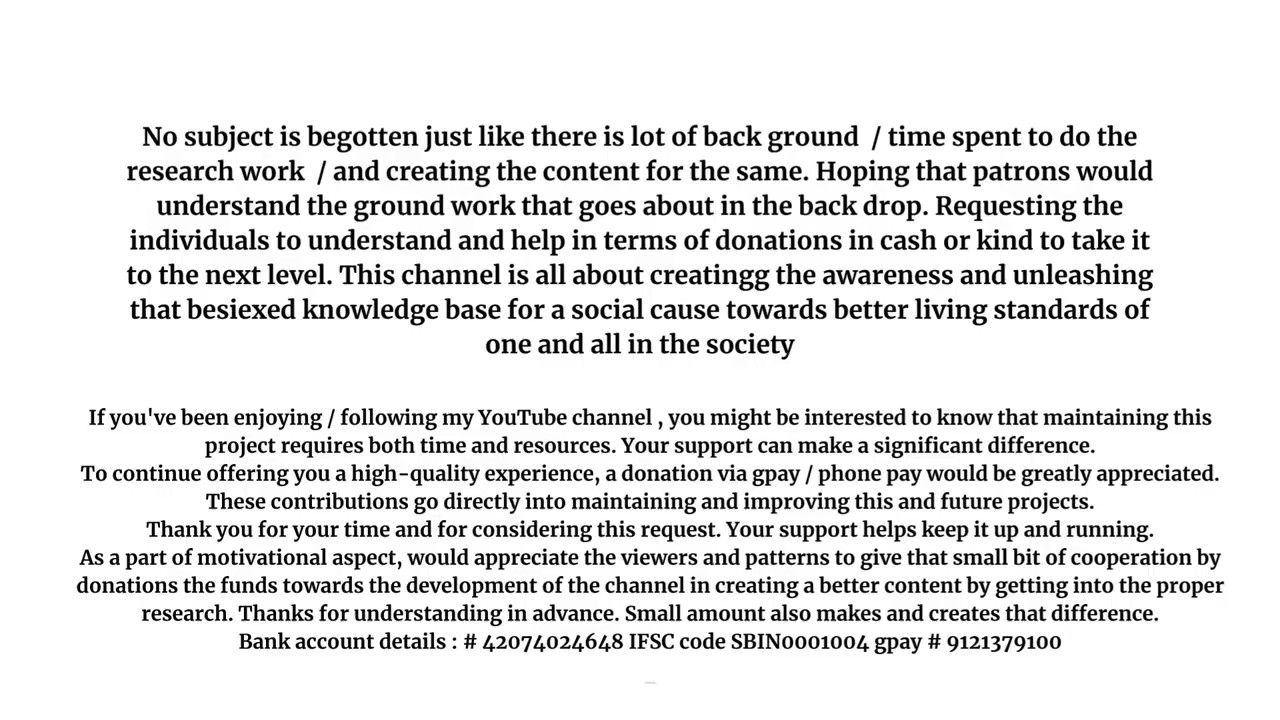 No subject is begotten just like there is lot of back ground / time spent to do the
research work / and creating the content for the same. Hoping that patrons would
understand the ground work that goes about in the back drop. Requesting the
individuals to understand and help in terms of donations in cash or kind to take it
to the next level. This channel is all about creatingg the awareness and unleashing
that besiexed knowledge base for a social cause towards better living standards of
one and all in the society
If you've been enjoying / following my YouTube channel , you might be interested to know that maintaining this
project requires both time and resources. Your support can make a significant difference.
To continue offering you a high-quality experience, a donation via gpay / phone pay would be greatly appreciated.
These contributions go directly into maintaining and improving this and future projects.
Thank you for your time and for considering this request. Your support helps keep it up and running.
As a part of motivational aspect, would appreciate the viewers and patterns to give that small bit of cooperation by
donations the funds towards the development of the channel in creating a better content by getting into the proper
research. Thanks for understanding in advance. Small amount also makes and creates that difference.
Bank account details : # 42074024648 IFSC code SBIN0001004 gpay # 9121379100